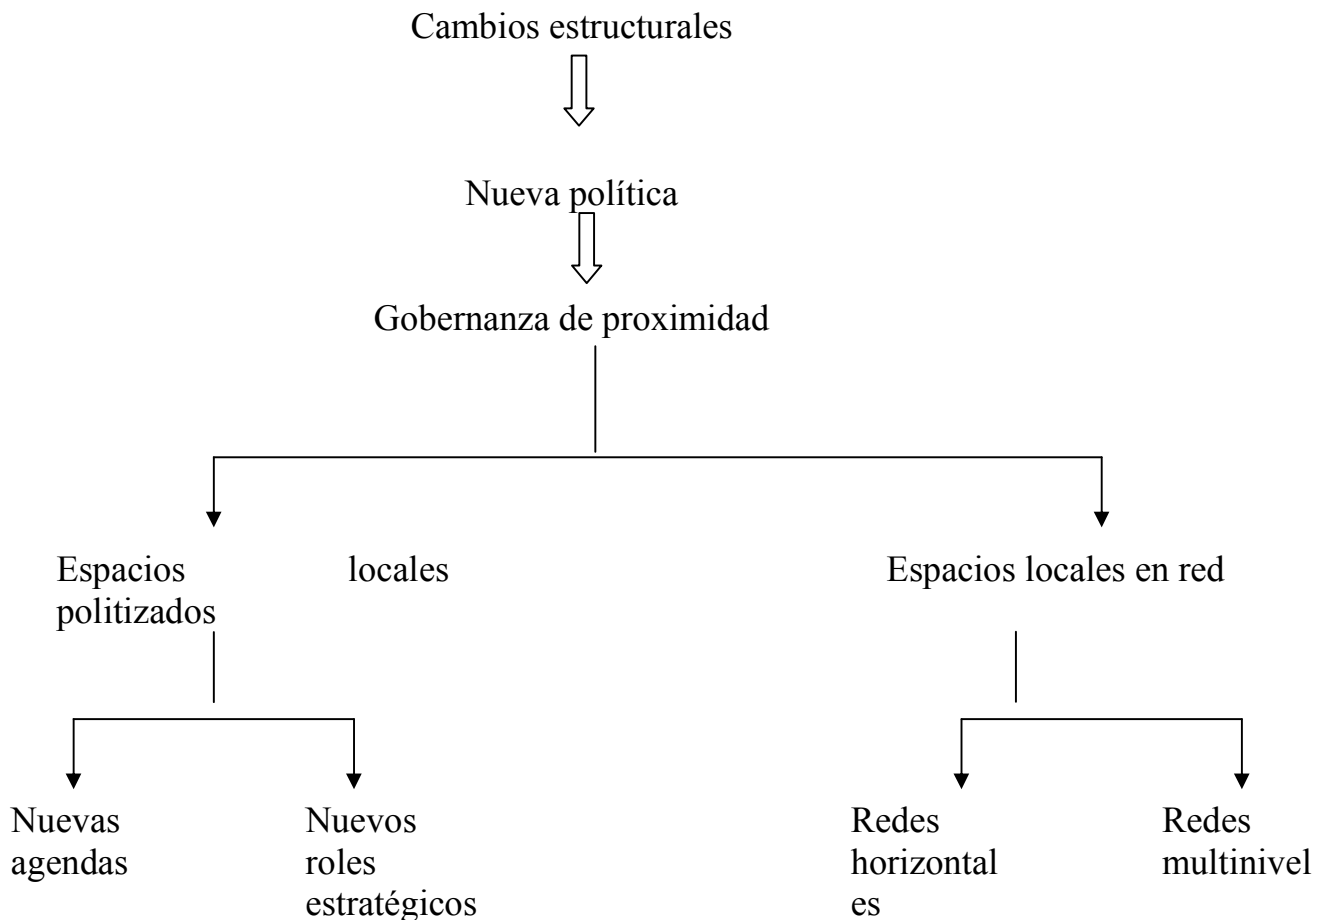 Cambios estructurales
Nueva política
Gobernanza de proximidad
Espacios locales
politizados
Espacios locales en red
Nuevas
agendas
Nuevos
roles
estratégicos
Redes
horizontal
es
Redes
multinivel